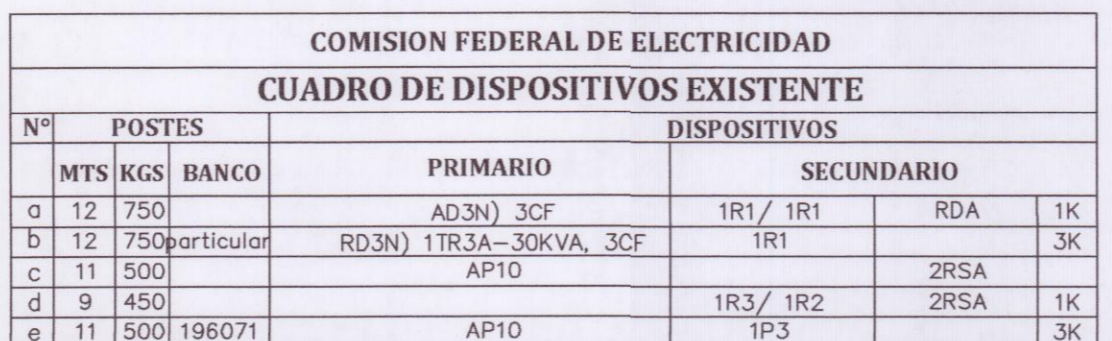 COMISION FEDERAL DE ELECTRICIDAD
CUADRO DE DISPOSITIVOS EXISTENTE
Nº POSTES DISPOSITIVOS
MTS KGS BANCO PRIMARIO SECUNDARIO
a 12 750 AD3N) 3CF 1R1/ 1R1 RDA 1K
b 12 750 particular RD3N) 1TR3A-30KVA, 3CF 1R1 3K
c 11 500 AP10 2RSA
d 9 450 1R3/ 1R2 2RSA 1K
e 11 500 196071 AP10 1P3 3K